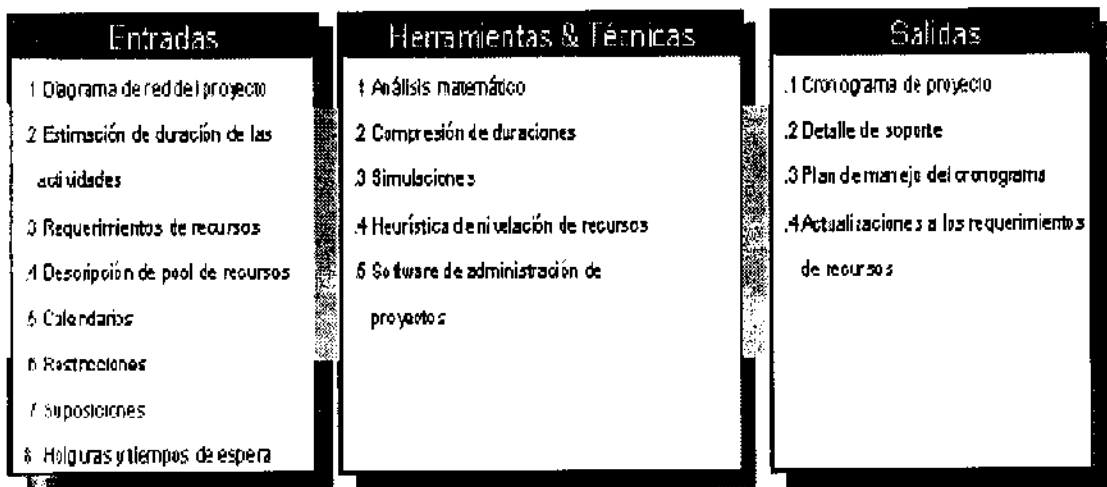 Entradas
.1 Diagrama de red del proyecto
.2 Estimación de duración de las
actividades
.3 Requerimientos de recursos
.4 Descripción de pool de recursos
.5 Calendarios
.6 Restricciones
.7 Suposiciones
.8 Holguras y tiempos de espera
Herramientas & Técnicas
.1 Análisis matemático
.2 Compresión de duraciones
.3 Simulaciones
.4 Heurística de nivelación de recursos
.5 Software de administración de
proyectos
Salidas
.1 Cronograma de proyecto
.2 Detalle de soporte
.3 Plan de manejo del cronograma
.4 Actualizaciones a los requerimientos
de recursos